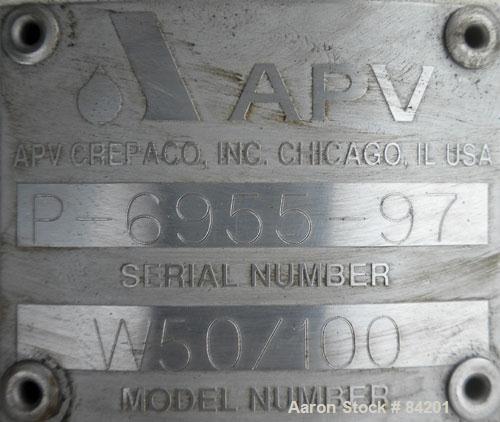 APV
APV CREPACO, INC. CHICAGO, IL USA
P-6955-97
SERIAL NUMBER
W50/100
MODEL NUMBER
Aaron Stock # 84201